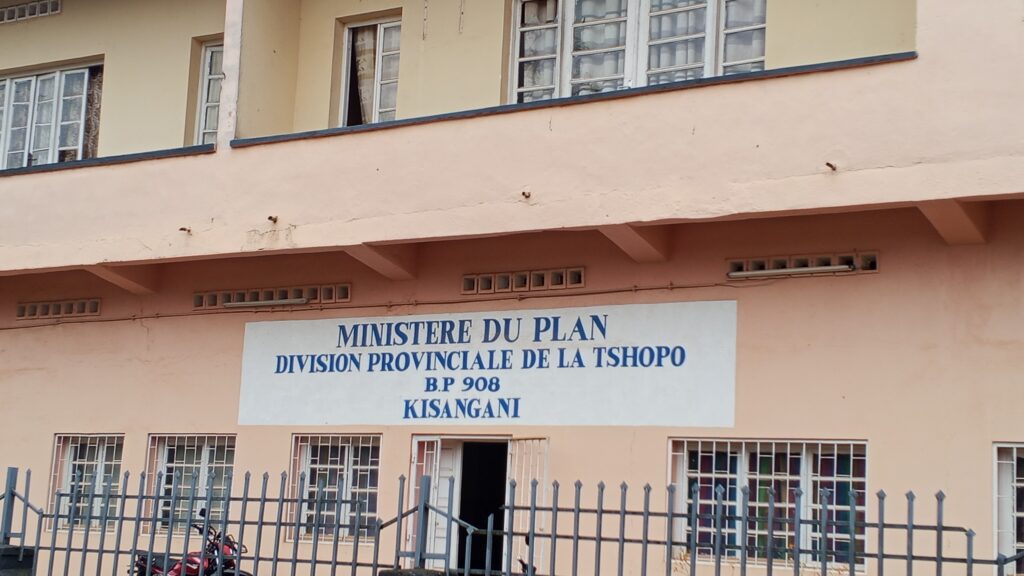 MINISTERE DU PLAN
DIVISION PROVINCIALE DE LA TSHOPO
B.P 908
KISANGANI